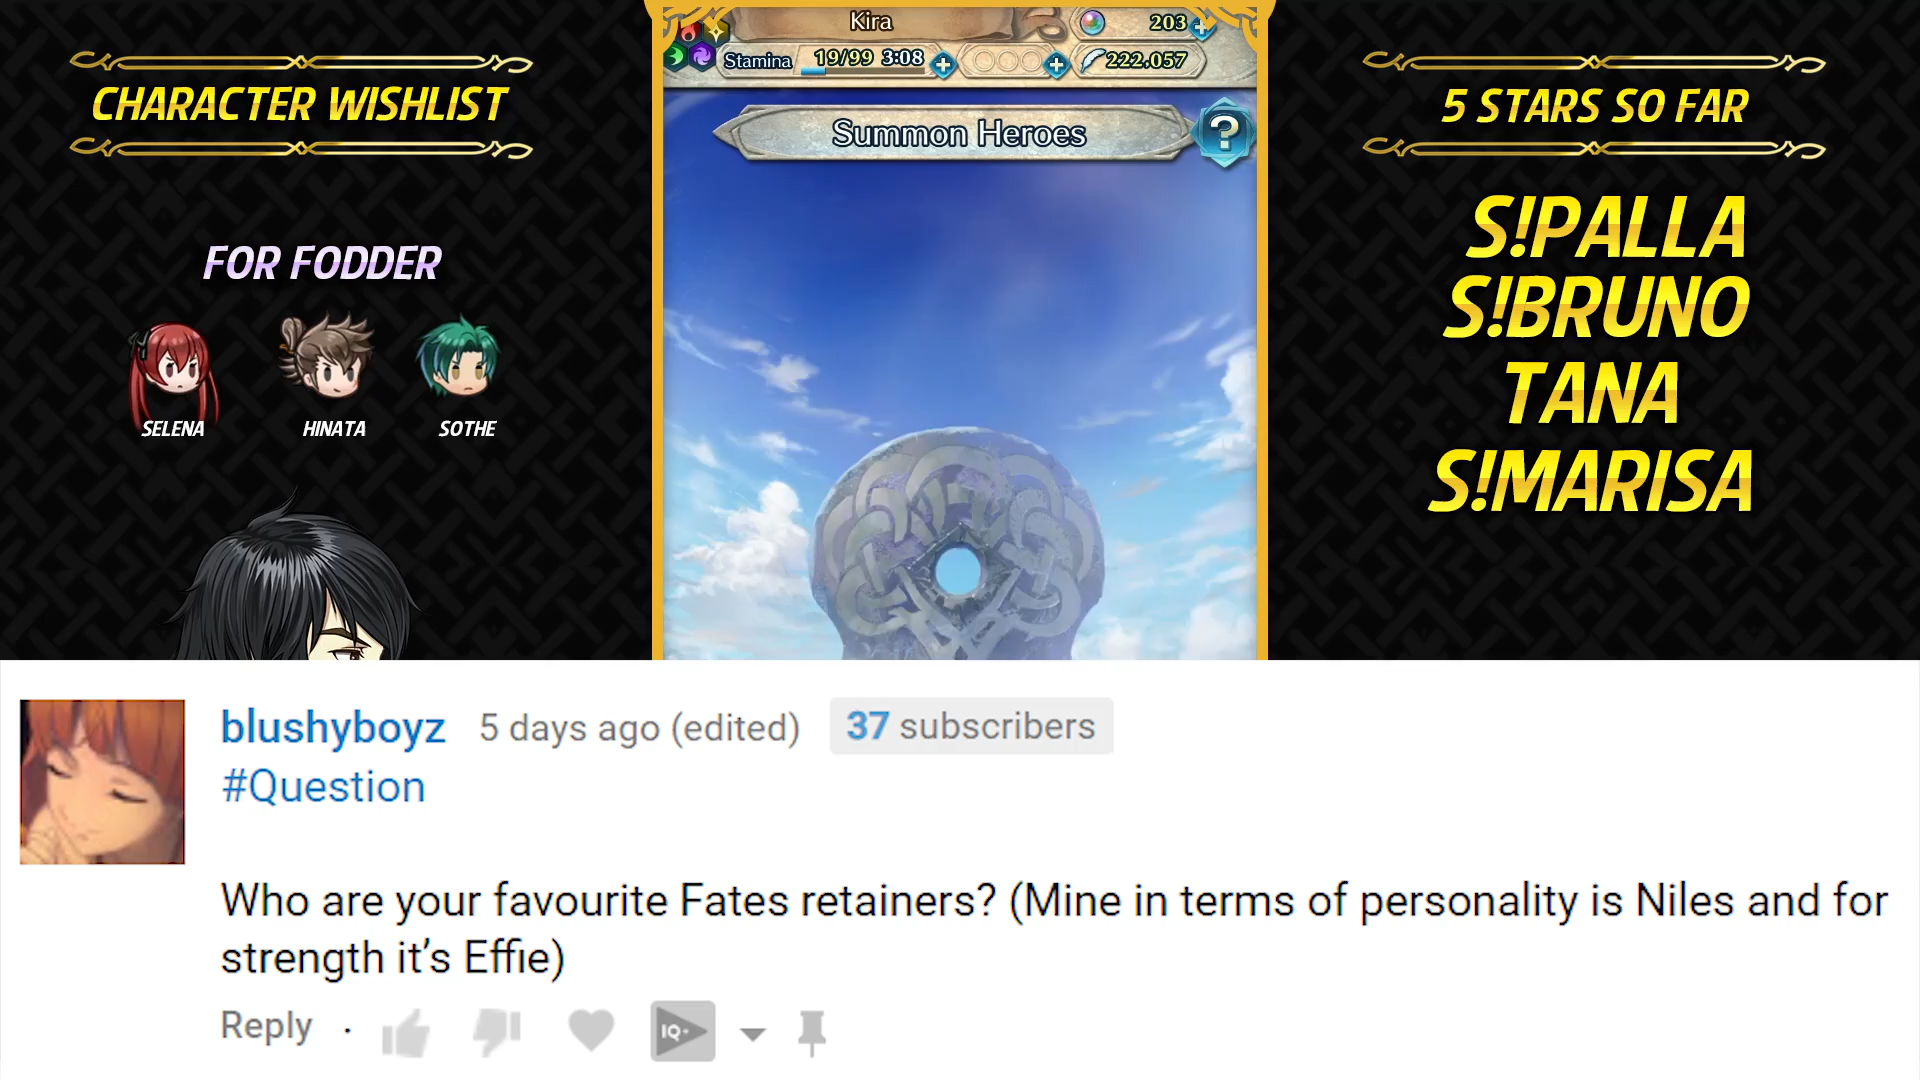 CHARACTER WISHLIST
FOR FODDER
SELENA
HINATA
SOTHE
Kira
203
Stamina 19/99 3:08
222,057
Summon Heroes
?
5 STARS SO FAR
S!PALLA
S!BRUNO
TANA
S!MARISA
blushyboyz 5 days ago (edited) 37 subscribers
#Question
Who are your favourite Fates retainers? (Mine in terms of personality is Niles and for
strength it's Effie)
Reply ·
IQ+